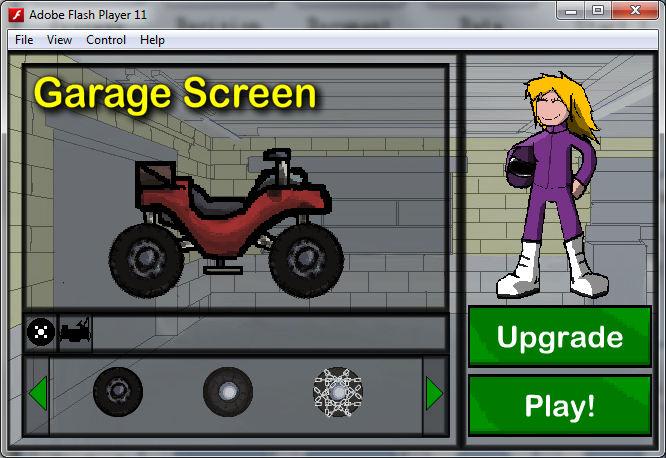 Adobe Flash Player 11
File View Control Help
Garage Screen
Upgrade
Play!